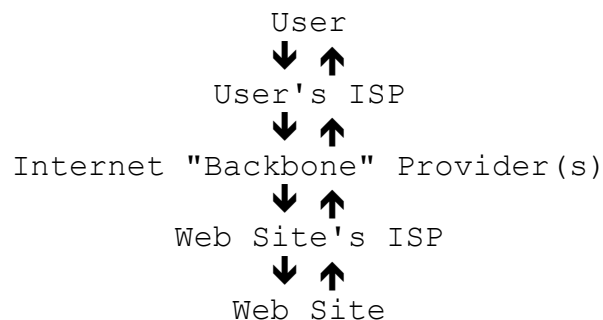 User
🡫 🡩
User's ISP
🡫 🡩
Internet "Backbone" Provider(s)
🡫 🡩
Web Site's ISP
🡫 🡩
Web Site